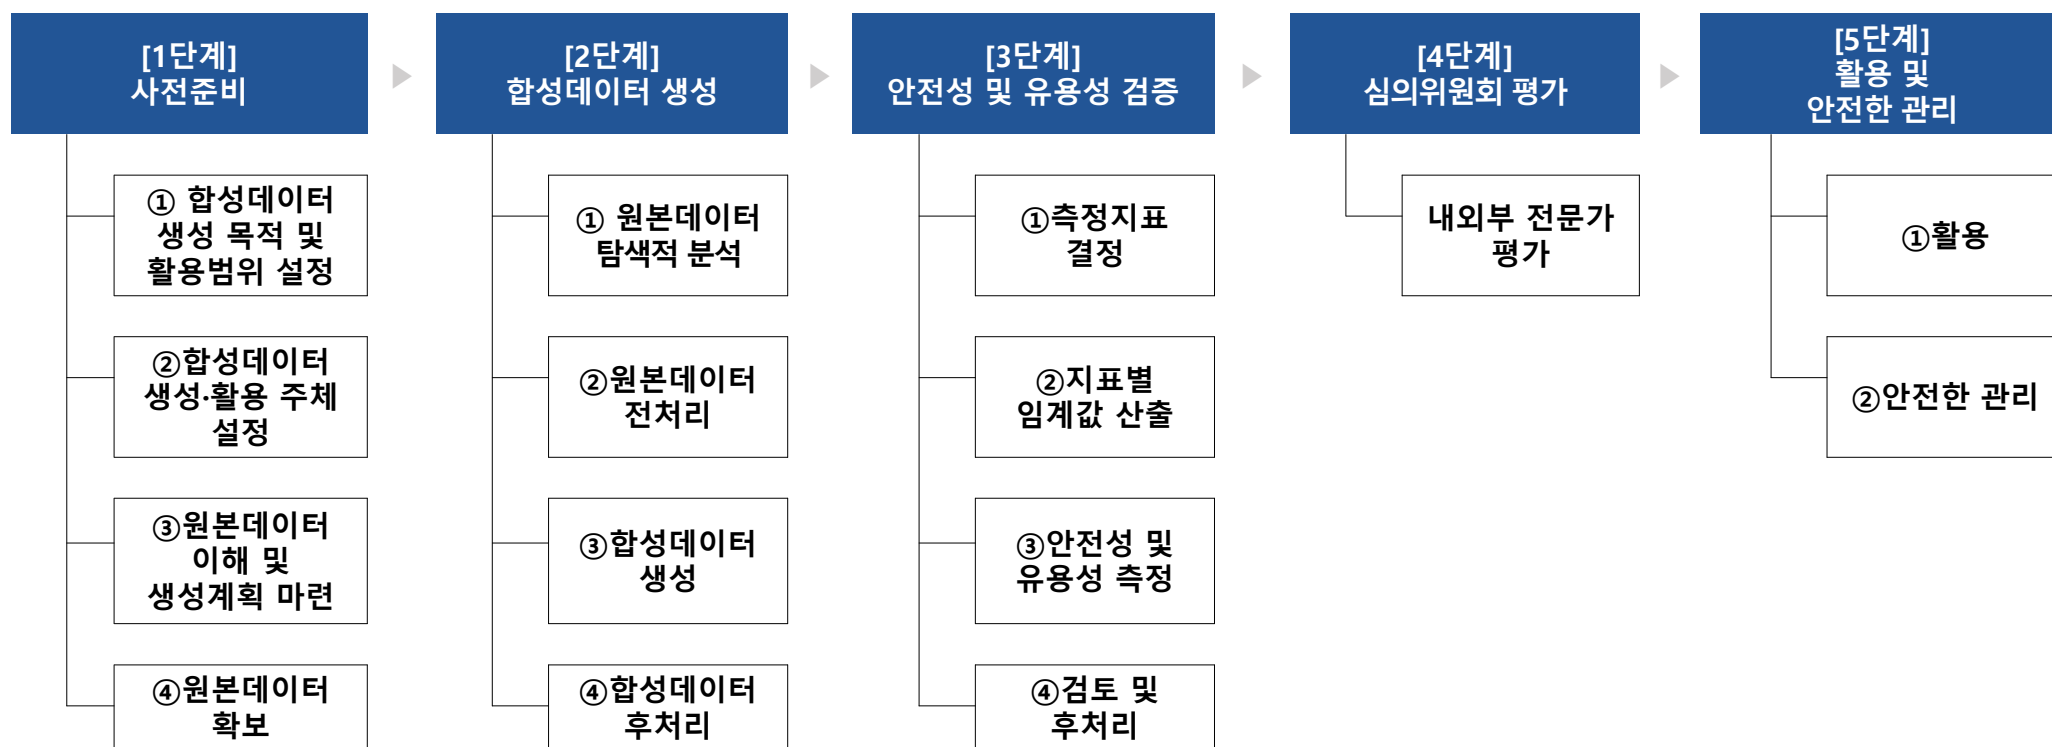 [1단계]
사전준비
① 합성데이터
생성 목적 및
활용범위 설정
②합성데이터
생성·활용 주체
설정
③원본데이터
이해 및
생성계획 마련
④원본데이터
확보
[2단계]
합성데이터 생성
① 원본데이터
탐색적 분석
②원본데이터
전처리
③합성데이터
생성
④합성데이터
후처리
[3단계]
안전성 및 유용성 검증
①측정지표
결정
②지표별
임계값 산출
③안전성 및
유용성 측정
④검토 및
후처리
[4단계]
심의위원회 평가
내외부 전문가
평가
[5단계]
활용 및
안전한 관리
①활용
②안전한 관리